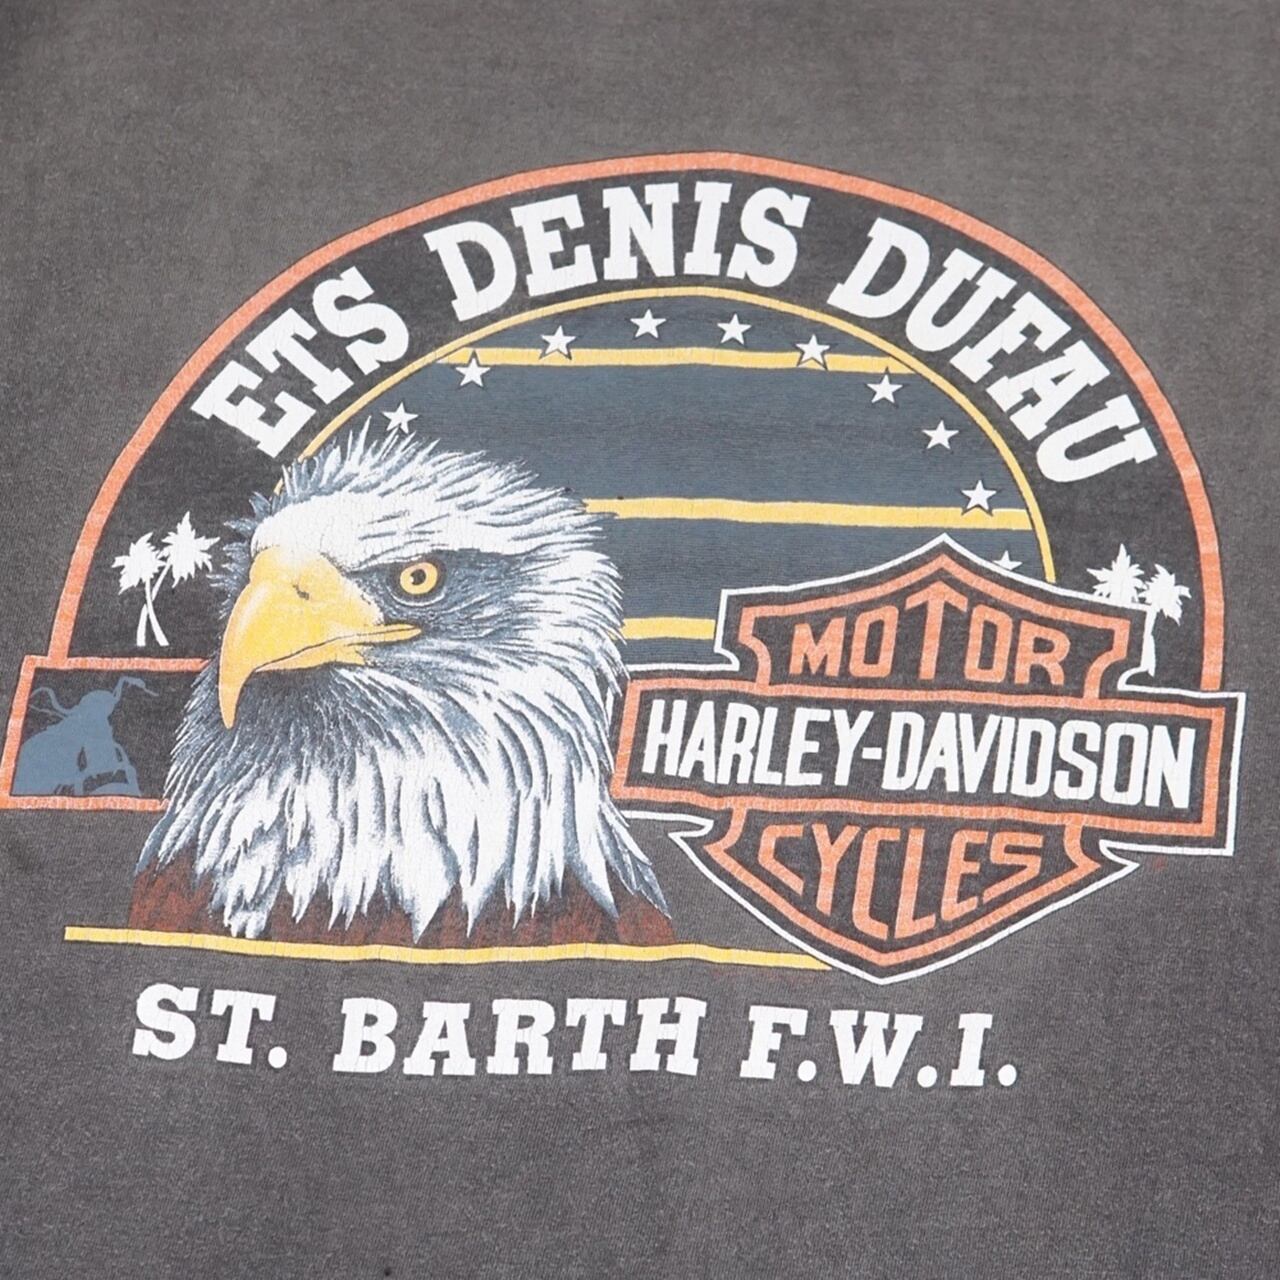 ETS DENIS DUFAU
MOTOR
HARLEY-DAVIDSON
CYCLES
ST. BARTH F.W.I.